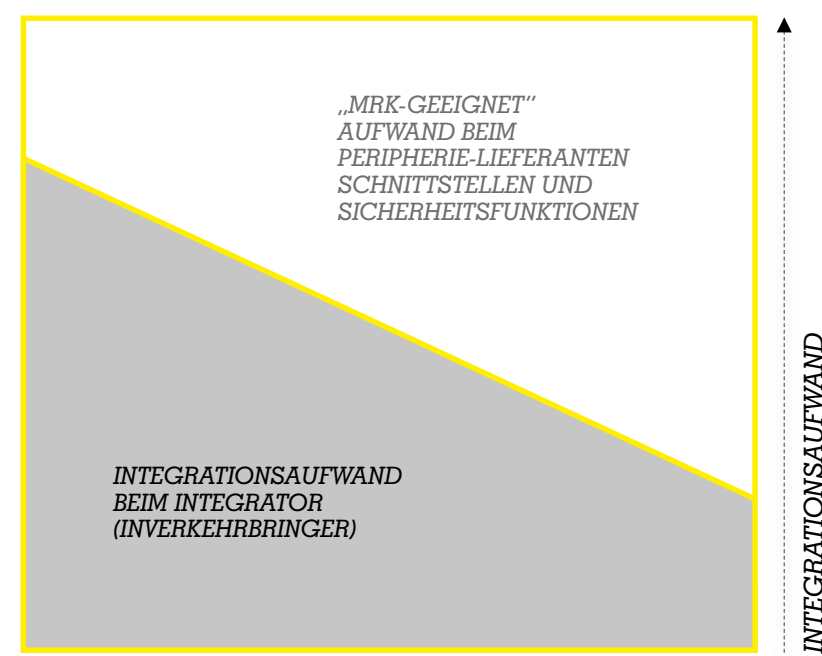 „MRK-GEEIGNET“
AUFWAND BEIM
PERIPHERIE-LIEFERANTEN
SCHNITTSTELLEN UND
SICHERHEITSFUNKTIONEN
INTEGRATIONSAUFWAND
BEIM INTEGRATOR
(INVERKEHRBRINGER)
INTEGRATIONSAUFWAND